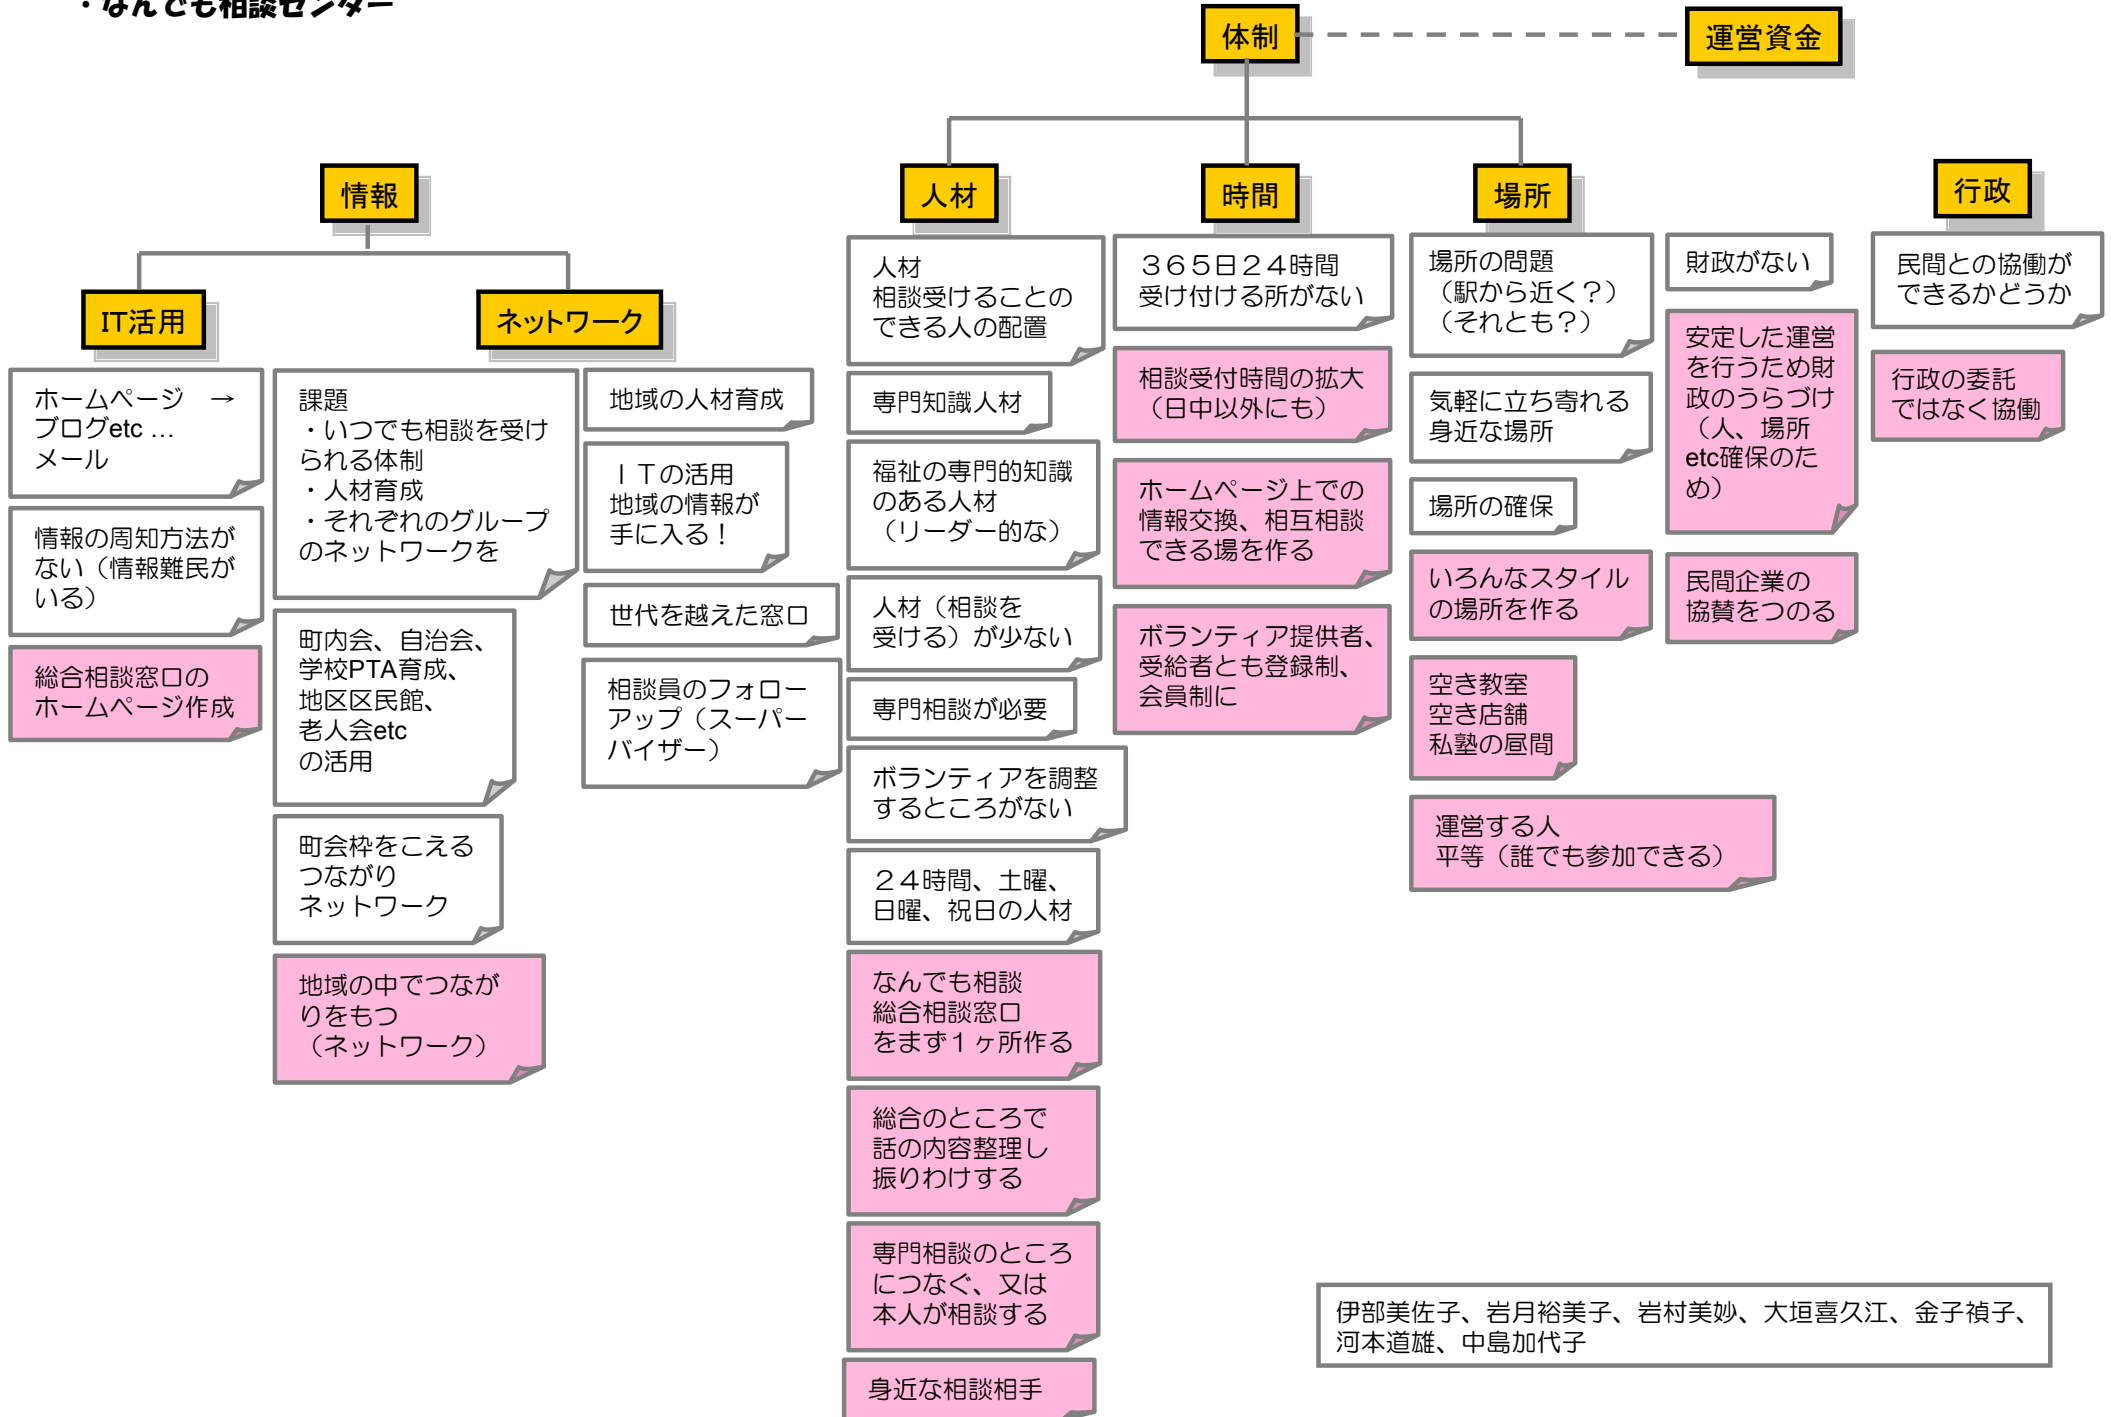 ・なんでも相談センター
体制
運営資金
情報
人材
時間
場所
行政
IT活用
ネットワーク
ホームページ　→
ブログetc …
メール
情報の周知方法が
ない（情報難民が
いる）
総合相談窓口の
ホームページ作成
課題
・いつでも相談を受け
られる体制
・人材育成
・それぞれのグループ
のネットワークを
町内会、自治会、
学校PTA育成、
地区区民館、
老人会etc
の活用
町会枠をこえる
つながり
ネットワーク
地域の中でつなが
りをもつ
（ネットワーク）
地域の人材育成
ＩＴの活用
地域の情報が
手に入る！
世代を越えた窓口
相談員のフォロー
アップ（スーパー
バイザー）
人材
相談受けることの
できる人の配置
専門知識人材
福祉の専門的知識
のある人材
（リーダー的な）
人材（相談を
受ける）が少ない
専門相談が必要
ボランティアを調整
するところがない
２４時間、土曜、
日曜、祝日の人材
なんでも相談
総合相談窓口
をまず１ヶ所作る
総合のところで
話の内容整理し
振りわけする
専門相談のところ
につなぐ、又は
本人が相談する
身近な相談相手
３６５日２４時間
受け付ける所がない
相談受付時間の拡大
（日中以外にも）
ホームページ上での
情報交換、相互相談
できる場を作る
ボランティア提供者、
受給者とも登録制、
会員制に
場所の問題
（駅から近く？）
（それとも？）
気軽に立ち寄れる
身近な場所
場所の確保
いろんなスタイル
の場所を作る
空き教室
空き店舗
私塾の昼間
運営する人
平等（誰でも参加できる）
財政がない
安定した運営
を行うため財
政のうらづけ
（人、場所
etc確保のた
め）
民間企業の
協賛をつのる
民間との協働が
できるかどうか
行政の委託
ではなく協働
伊部美佐子、岩月裕美子、岩村美妙、大垣喜久江、金子禎子、
河本道雄、中島加代子